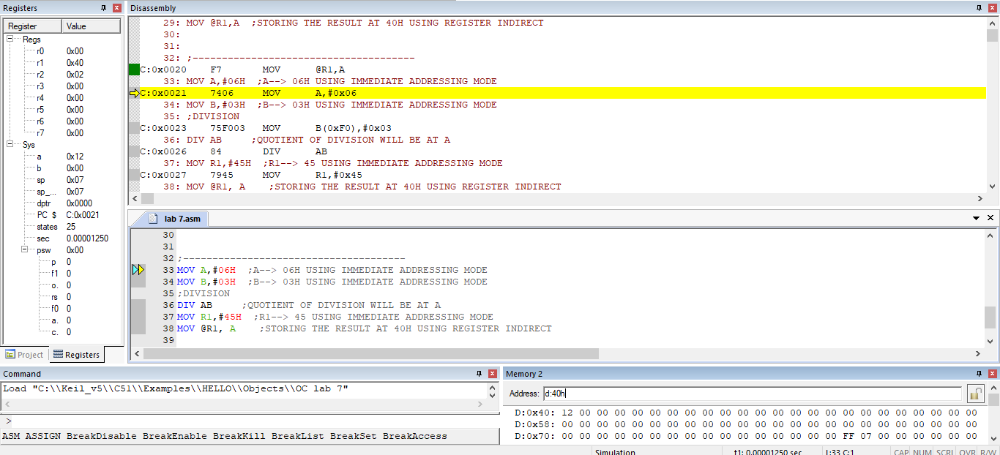 Registers
Register Value
Regs
r0 0x00
r1 0x40
r2 0x02
r3 0x00
r4 0x00
r5 0x00
r6 0x00
r7 0x00
Sys
a 0x12
b 0x00
sp 0x07
sp_... 0x07
dptr 0x0000
PC $ C:0x0021
states 25
sec 0.00001250
psw 0x00
p 0
f1 0
o. 0
rs 0
f0 0
a. 0
c. 0
Project Registers
Disassembly
29: MOV @R1,A ;STORING THE RESULT AT 40H USING REGISTER INDIRECT
30:
31:
32: ;--------------------------------------
C:0x0020 F7 MOV @R1,A
33: MOV A,#06H ;A--> 06H USING IMMEDIATE ADDRESSING MODE
C:0x0021 7406 MOV A,#0x06
34: MOV B,#03H ;B--> 03H USING IMMEDIATE ADDRESSING MODE
35: ;DIVISION
C:0x0023 75F003 MOV B(0xF0),#0x03
36: DIV AB ;QUOTIENT OF DIVISION WILL BE AT A
C:0x0026 84 DIV AB
37: MOV R1,#45H ;R1--> 45 USING IMMEDIATE ADDRESSING MODE
C:0x0027 7945 MOV R1,#0x45
38: MOV @R1, A ;STORING THE RESULT AT 40H USING REGISTER INDIRECT
lab 7.asm
30
31
32 ;--------------------------------------
33 MOV A,#06H ;A--> 06H USING IMMEDIATE ADDRESSING MODE
34 MOV B,#03H ;B--> 03H USING IMMEDIATE ADDRESSING MODE
35 ;DIVISION
36 DIV AB ;QUOTIENT OF DIVISION WILL BE AT A
37 MOV R1,#45H ;R1--> 45 USING IMMEDIATE ADDRESSING MODE
38 MOV @R1, A ;STORING THE RESULT AT 40H USING REGISTER INDIRECT
39
Command
Load "C:\\Keil_v5\\C51\\Examples\\HELLO\\Objects\\OC lab 7"
>
ASM ASSIGN BreakDisable BreakEnable BreakKill BreakList BreakSet BreakAccess
Memory 2
Address: d:40h
D:0x40: 12 00 00 00 00 00 00 00 00 00 00 00 00 00 00 00 00 00 00 00 00 00 00 00
D:0x58: 00 00 00 00 00 00 00 00 00 00 00 00 00 00 00 00 00 00 00 00 00 00 00 00
D:0x70: 00 00 00 00 00 00 00 00 00 00 00 00 00 00 00 00 FF 07 00 00 00 00 00 00
Simulation t1: 0.00001250 sec L:33 C:1 CAP NUM SCRL OVR R/W